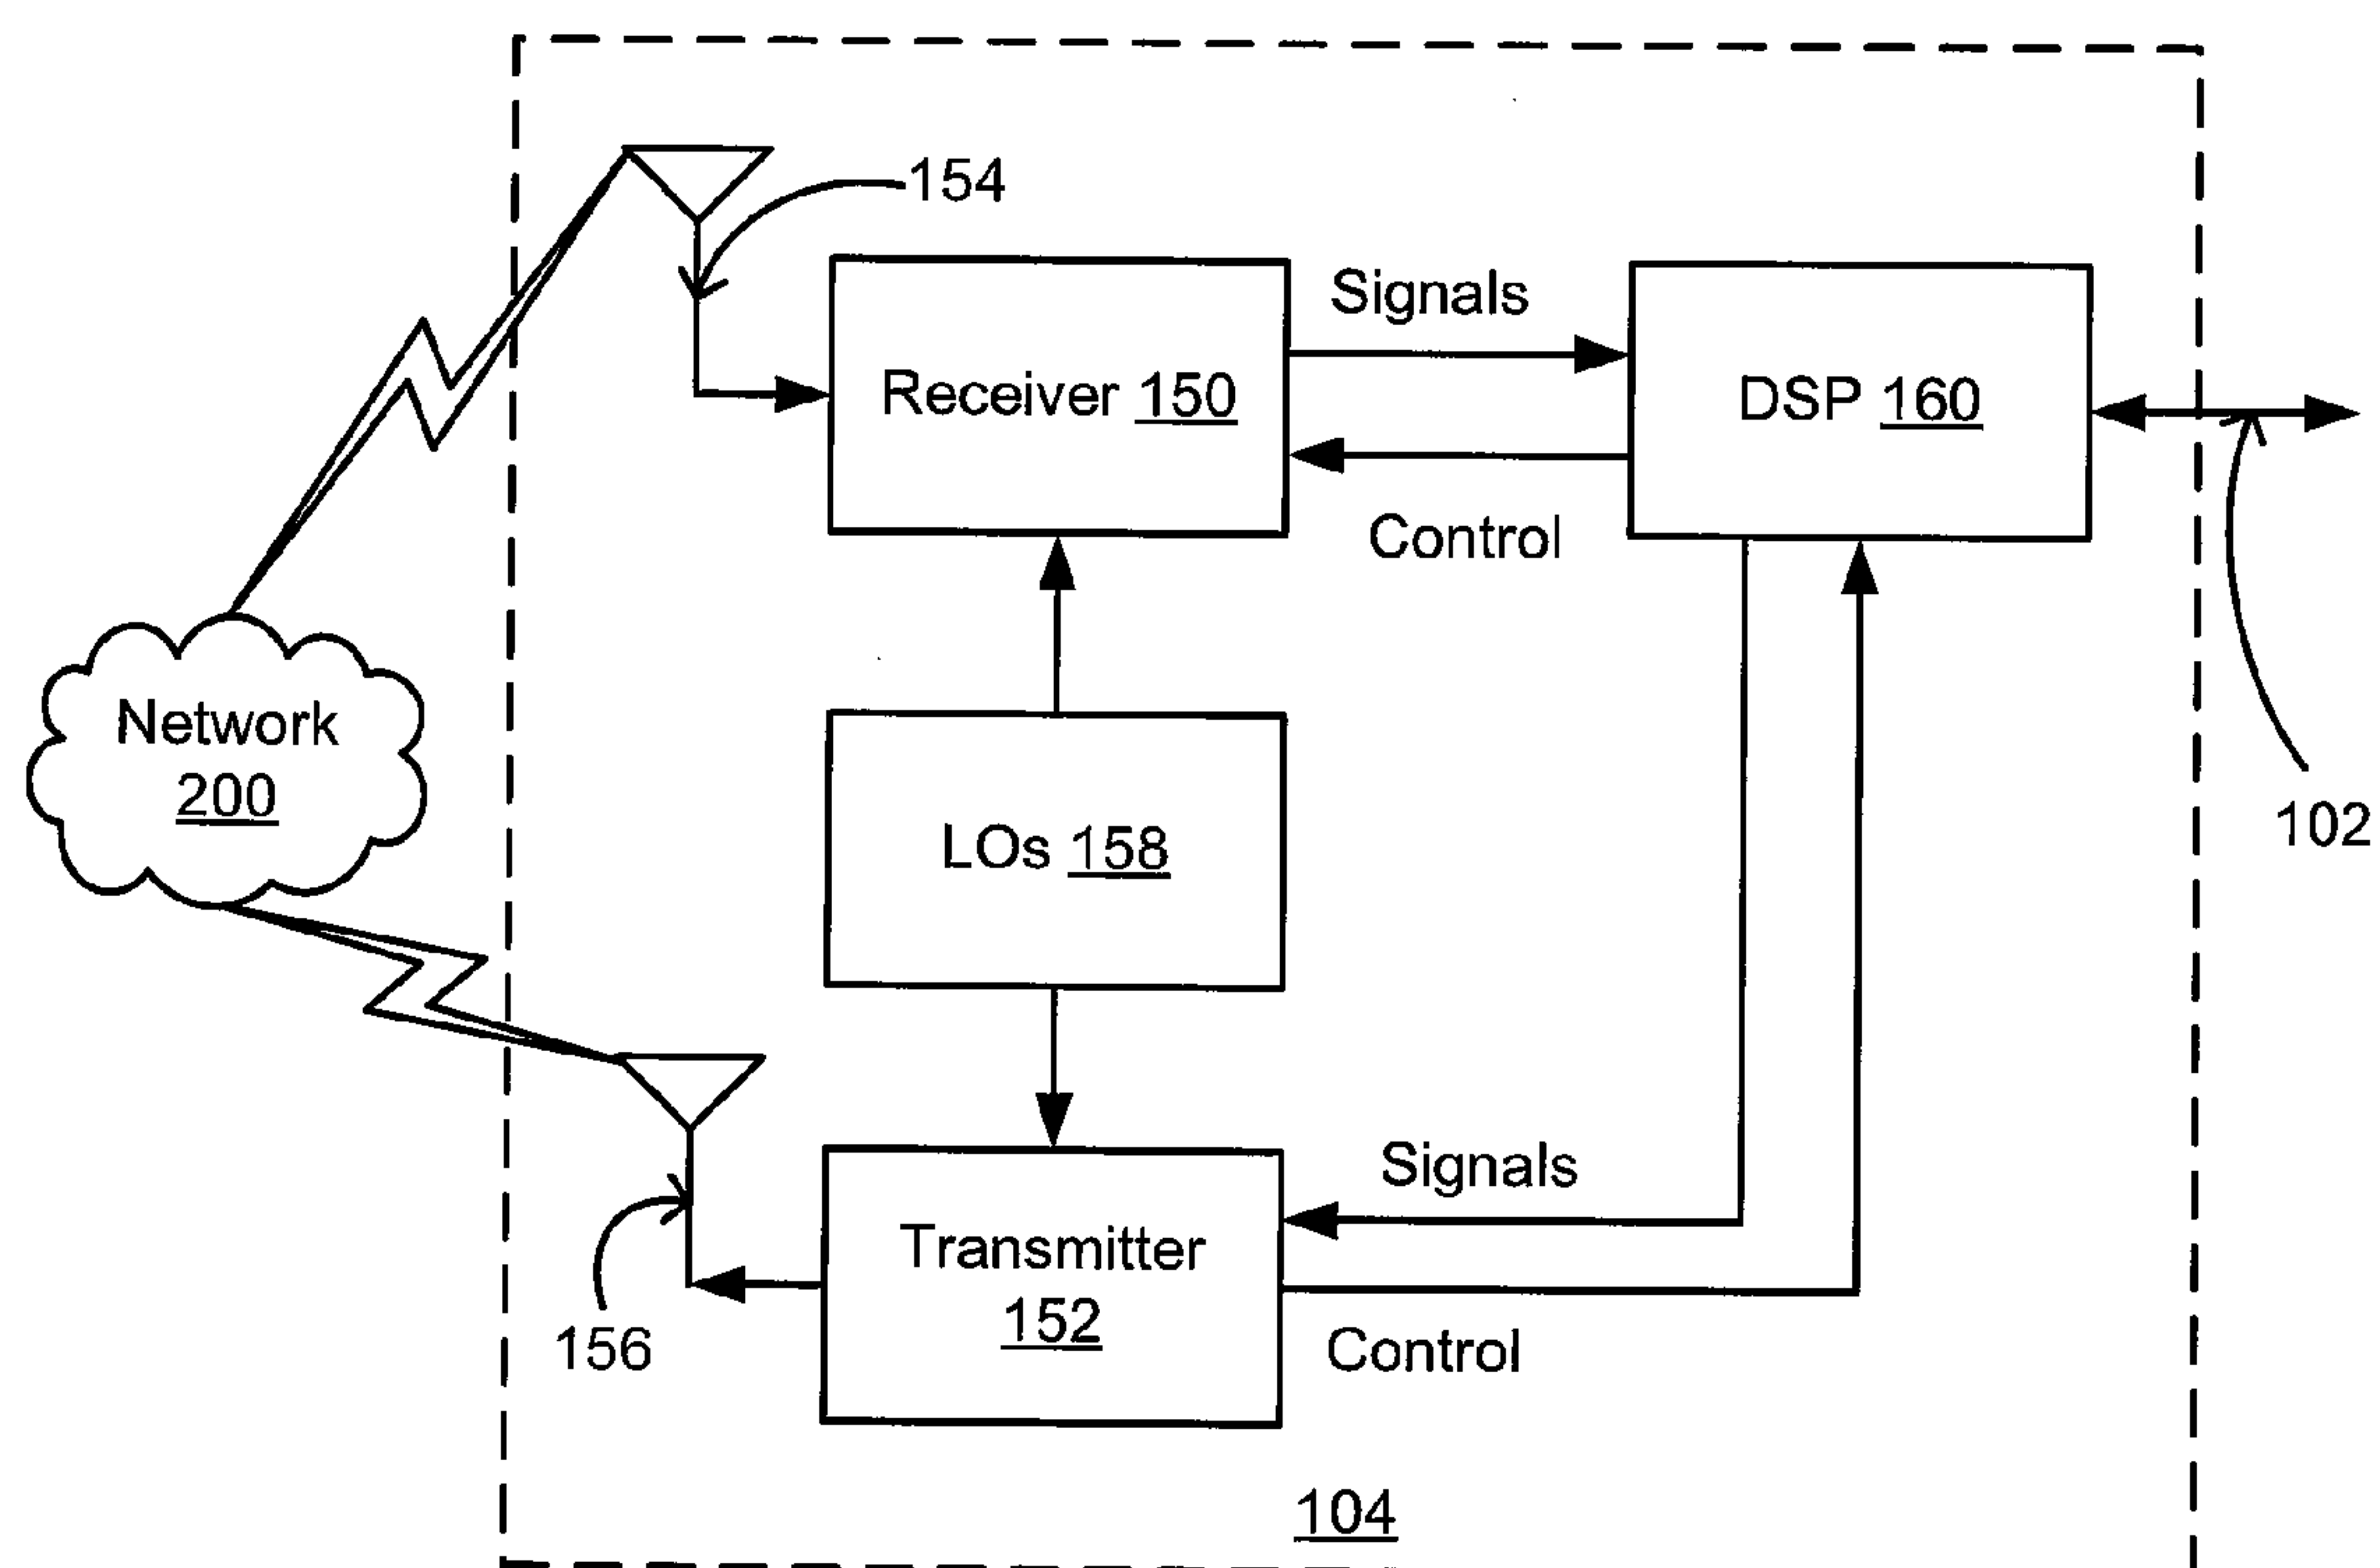 154
Signals
Receiver 150
DSP 160
Control
102
Network
200
LOs 158
Signals
Transmitter
152
156
Control
104